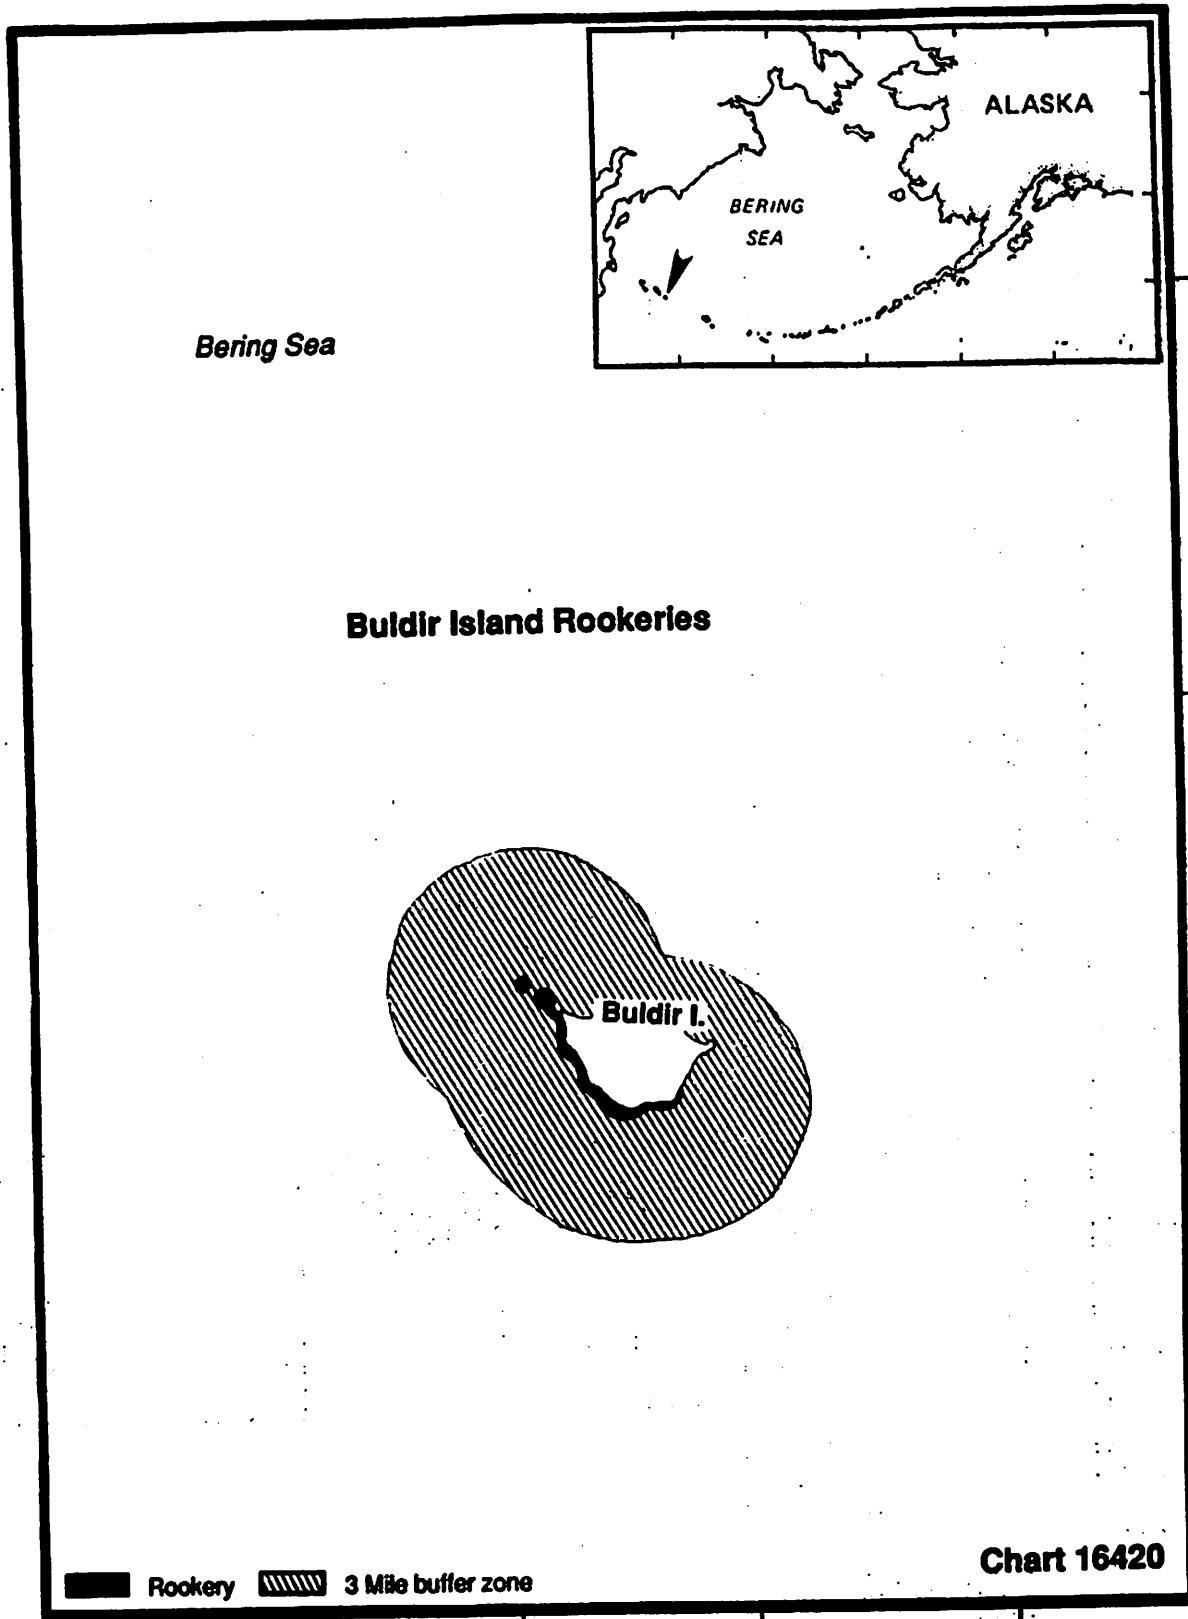 ALASKA
BERING
SEA
Bering Sea
Buldir Island Rookeries
Buldir I.
Chart 16420
Rookery 3 Mile buffer zone